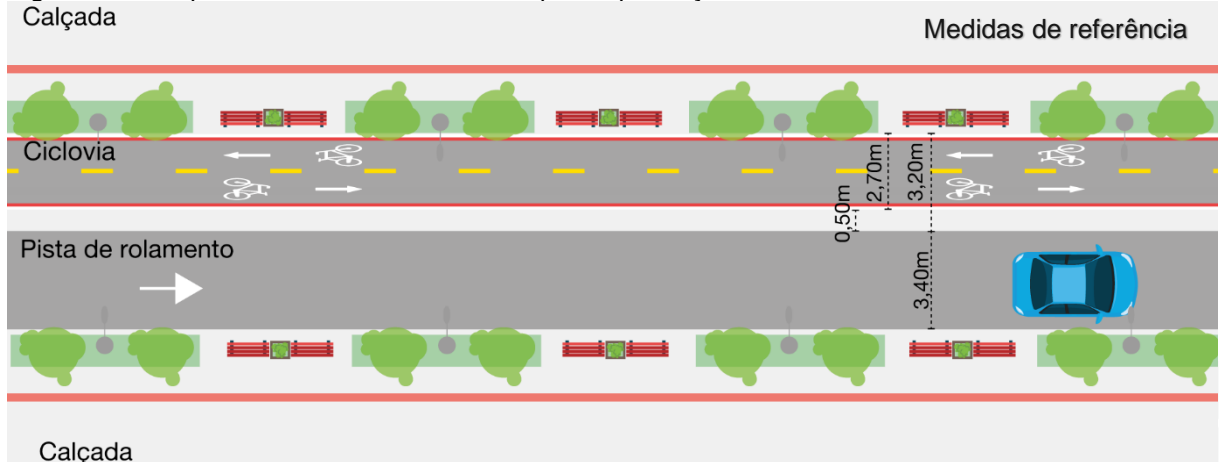 Calçada
Medidas de referência
Ciclovia
2,70m
3,20m
0,50m
Pista de rolamento
3,40m
Calçada